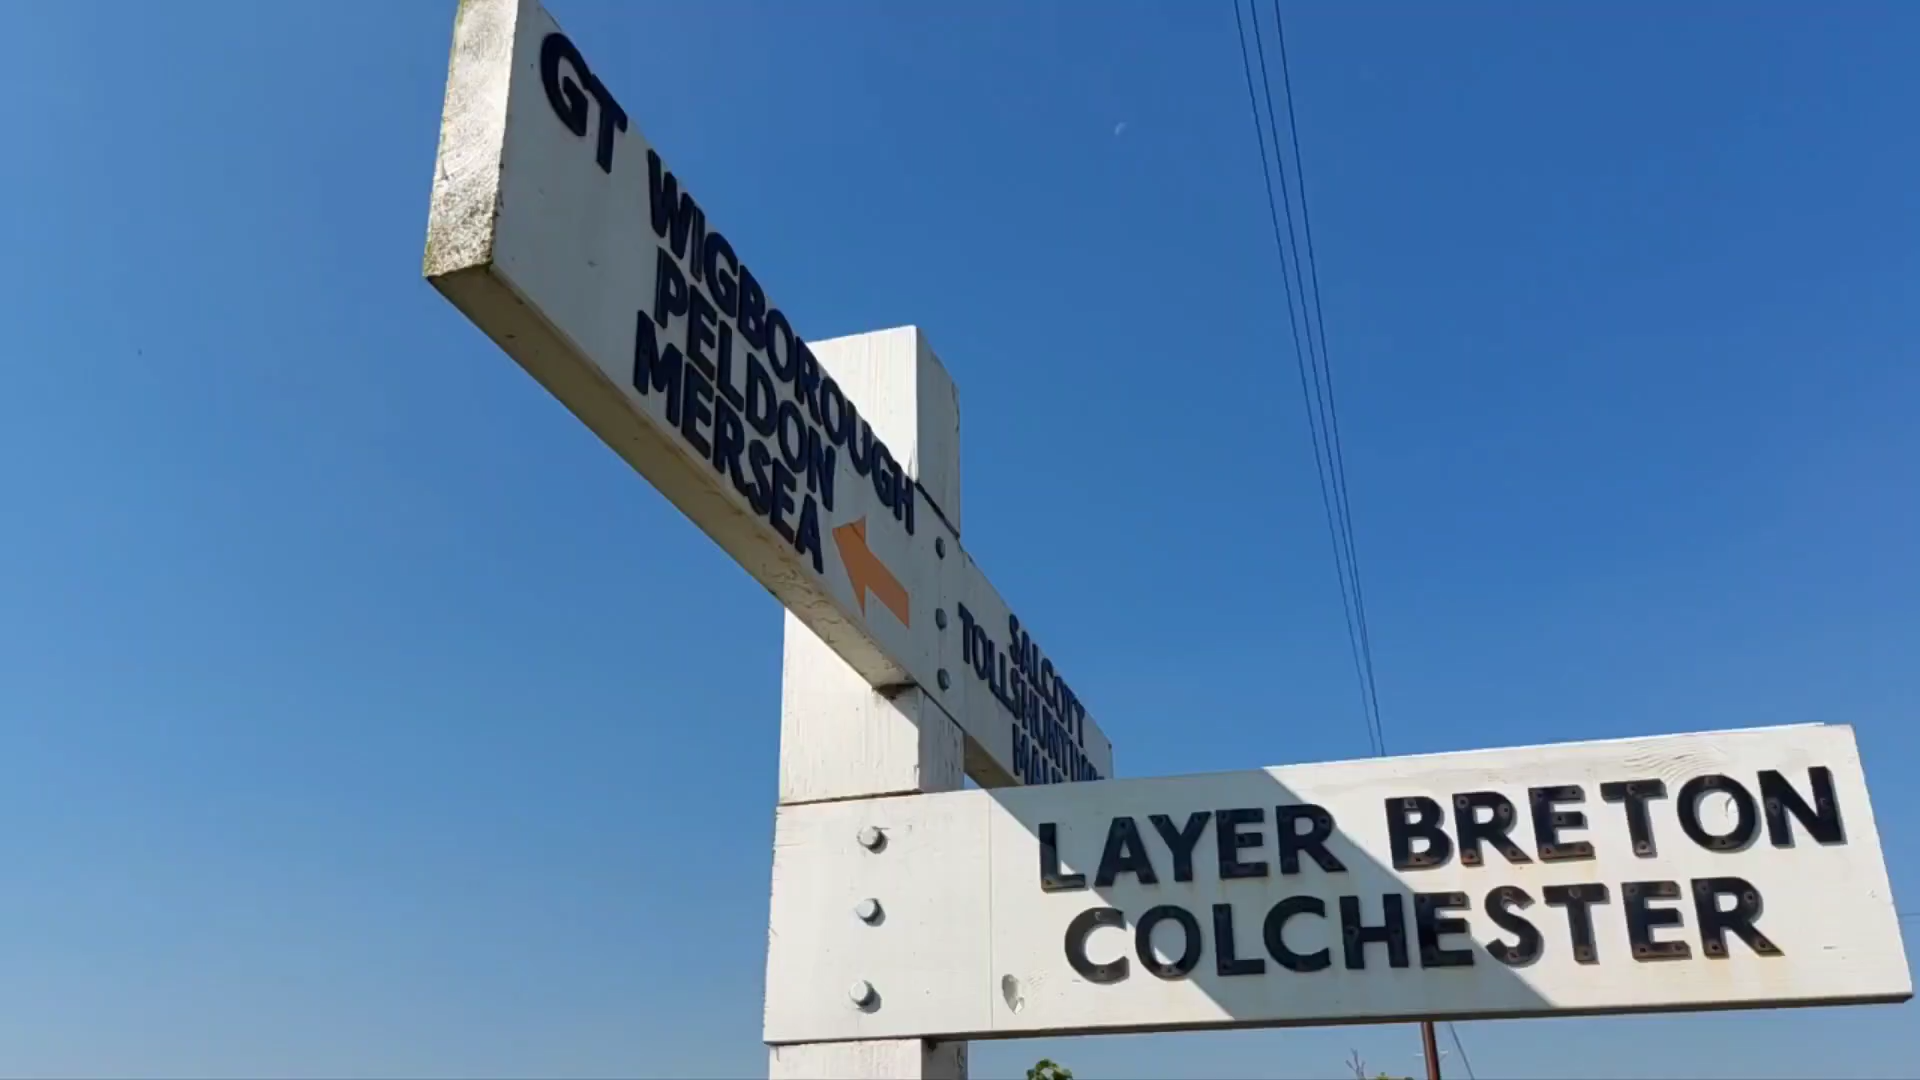 GT WIGBOROUGH
PELDON
MERSEA
SALCOTT
LAYER BRETON
COLCHESTER